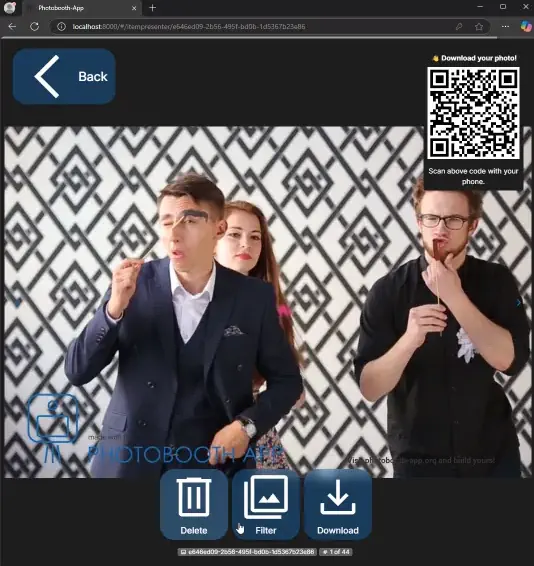 Photobooth-App
localhost:8000/#/itempresenter/e646ed09-2b56-495f-bd0b-1d5367b23e86
Back
👋 Download your photo!
Scan above code with your
phone.
made with
PHOTOBOOTH APP
Visit photobooth-app.org and build yours!
Delete
Filter
Download
e646ed09-2b56-495f-bd0b-1d5367b23e86
# 1 of 44